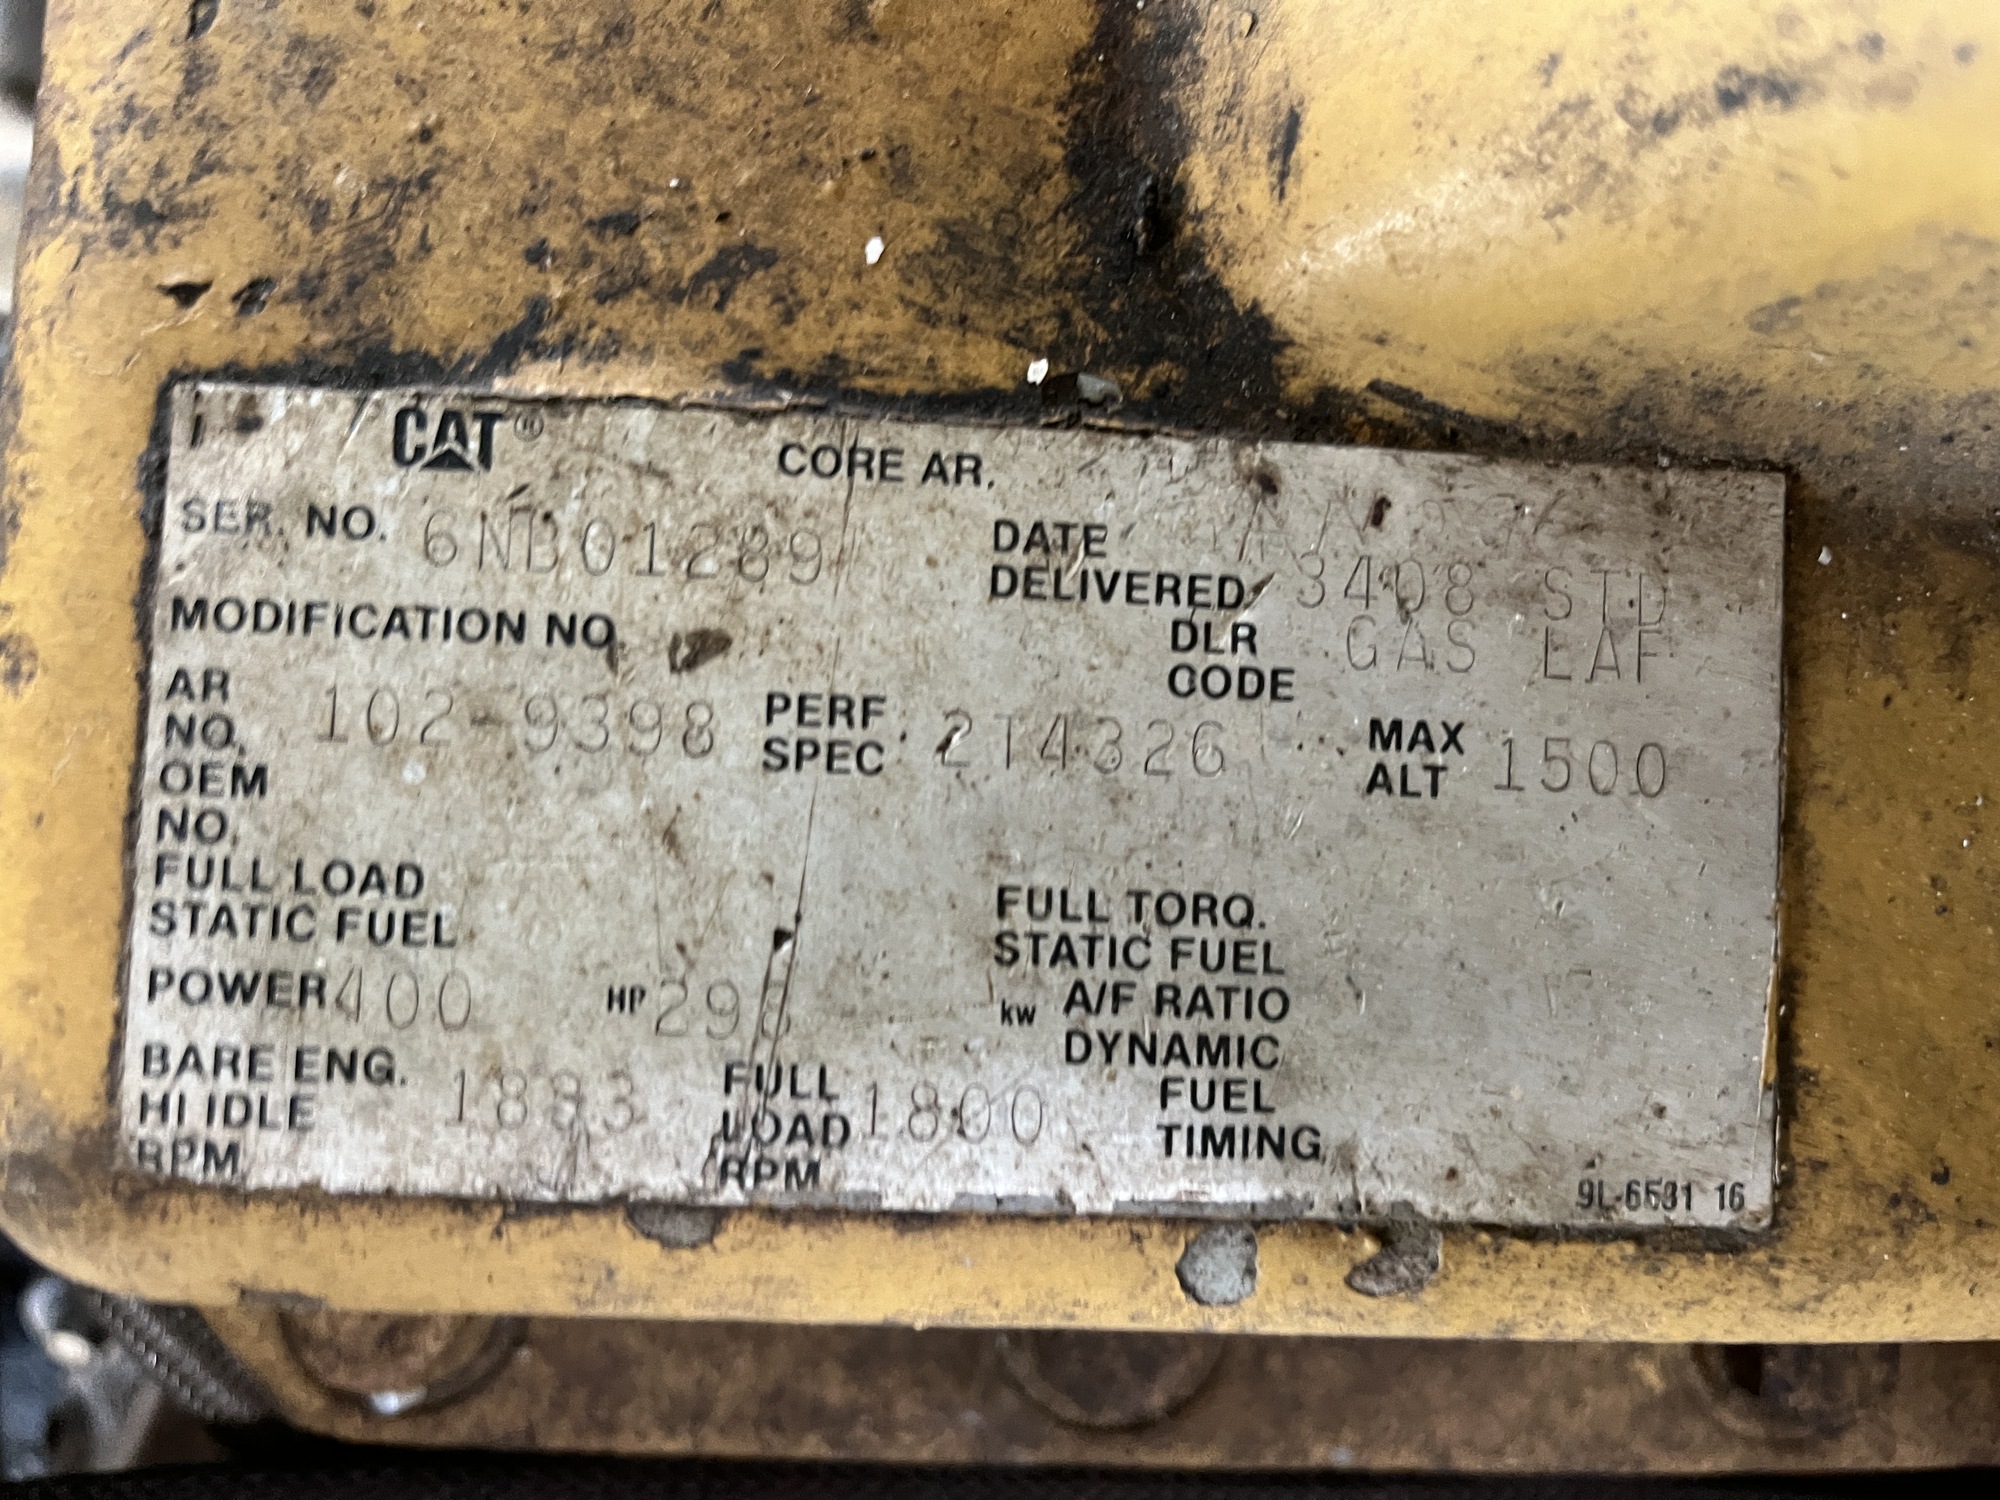 CAT®
CORE AR.
SER. NO. 6NB01289
DATE
DELIVERED 3408 STD
MODIFICATION NO.
DLR GAS LAF
CODE
AR
NO. 102-9398
PERF
SPEC 2T4326
MAX
ALT 1500
OEM
NO.
FULL LOAD
STATIC FUEL
FULL TORQ.
STATIC FUEL
POWER 400 HP 298 kw
A/F RATIO
BARE ENG.
HI IDLE 1883
RPM
FULL
LOAD 1800
RPM
DYNAMIC
FUEL
TIMING
9L-6531 16